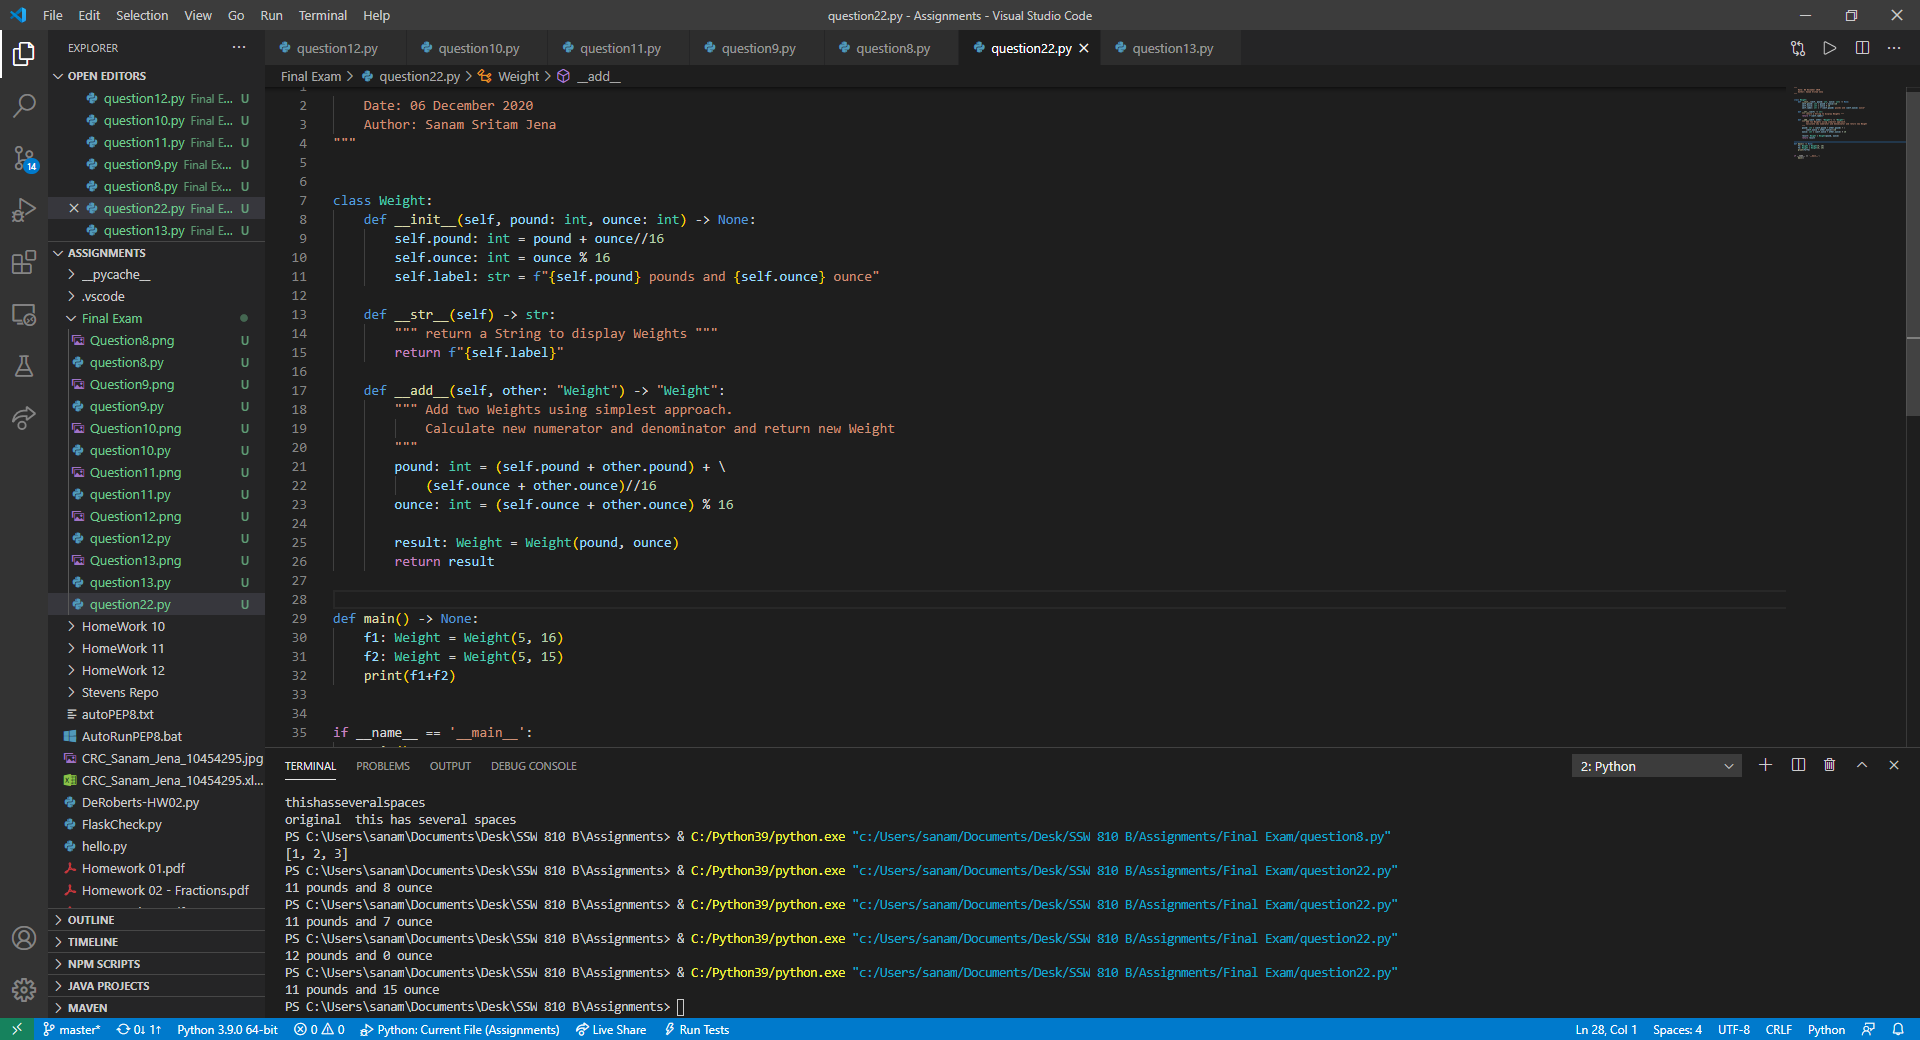 File Edit Selection View Go Run Terminal Help
question22.py - Assignments - Visual Studio Code
EXPLORER
question12.py question10.py question11.py question9.py question8.py question22.py question13.py
Final Exam > question22.py > Weight > __add__
OPEN EDITORS
question12.py Final E... U
question10.py Final E... U
question11.py Final E... U
question9.py Final Ex... U
question8.py Final Ex... U
question22.py Final E... U
question13.py Final E... U
14
ASSIGNMENTS
__pycache__
.vscode
Final Exam
Question8.png U
question8.py U
Question9.png U
question9.py U
Question10.png U
question10.py U
Question11.png U
question11.py U
Question12.png U
question12.py U
Question13.png U
question13.py U
question22.py U
HomeWork 10
HomeWork 11
HomeWork 12
Stevens Repo
autoPEP8.txt
AutoRunPEP8.bat
CRC_Sanam_Jena_10454295.jpg
CRC_Sanam_Jena_10454295.xl...
DeRoberts-HW02.py
FlaskCheck.py
hello.py
Homework 01.pdf
Homework 02 - Fractions.pdf
OUTLINE
TIMELINE
NPM SCRIPTS
JAVA PROJECTS
MAVEN
1
2 Date: 06 December 2020
3 Author: Sanam Sritam Jena
4 """
5
6
7 class Weight:
8 def __init__(self, pound: int, ounce: int) -> None:
9 self.pound: int = pound + ounce//16
10 self.ounce: int = ounce % 16
11 self.label: str = f"{self.pound} pounds and {self.ounce} ounce"
12
13 def __str__(self) -> str:
14 """ return a String to display Weights """
15 return f"{self.label}"
16
17 def __add__(self, other: "Weight") -> "Weight":
18 """ Add two Weights using simplest approach.
19 Calculate new numerator and denominator and return new Weight
20 """
21 pound: int = (self.pound + other.pound) + \
22 (self.ounce + other.ounce)//16
23 ounce: int = (self.ounce + other.ounce) % 16
24
25 result: Weight = Weight(pound, ounce)
26 return result
27
28
29 def main() -> None:
30 f1: Weight = Weight(5, 16)
31 f2: Weight = Weight(5, 15)
32 print(f1+f2)
33
34
35 if __name__ == '__main__':
TERMINAL PROBLEMS OUTPUT DEBUG CONSOLE
2: Python
thishasseveralspaces
original  this has several spaces
PS C:\Users\sanam\Documents\Desk\SSW 810 B\Assignments> & C:/Python39/python.exe "c:/Users/sanam/Documents/Desk/SSW 810 B/Assignments/Final Exam/question8.py"
[1, 2, 3]
PS C:\Users\sanam\Documents\Desk\SSW 810 B\Assignments> & C:/Python39/python.exe "c:/Users/sanam/Documents/Desk/SSW 810 B/Assignments/Final Exam/question22.py"
11 pounds and 8 ounce
PS C:\Users\sanam\Documents\Desk\SSW 810 B\Assignments> & C:/Python39/python.exe "c:/Users/sanam/Documents/Desk/SSW 810 B/Assignments/Final Exam/question22.py"
11 pounds and 7 ounce
PS C:\Users\sanam\Documents\Desk\SSW 810 B\Assignments> & C:/Python39/python.exe "c:/Users/sanam/Documents/Desk/SSW 810 B/Assignments/Final Exam/question22.py"
12 pounds and 0 ounce
PS C:\Users\sanam\Documents\Desk\SSW 810 B\Assignments> & C:/Python39/python.exe "c:/Users/sanam/Documents/Desk/SSW 810 B/Assignments/Final Exam/question22.py"
11 pounds and 15 ounce
PS C:\Users\sanam\Documents\Desk\SSW 810 B\Assignments>
master* 0↓ 1↑ Python 3.9.0 64-bit 0 0 Python: Current File (Assignments) Live Share Run Tests
Ln 28, Col 1 Spaces: 4 UTF-8 CRLF Python